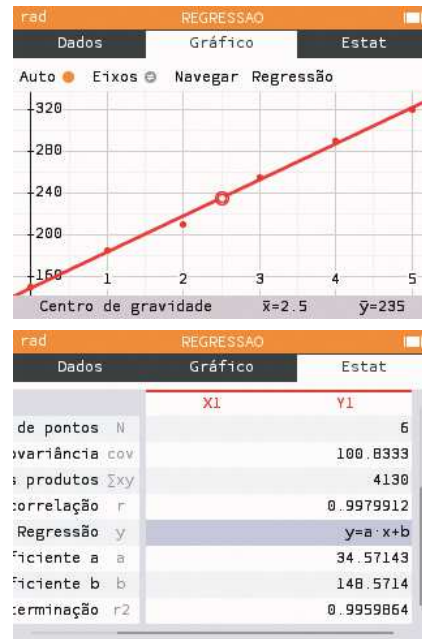 rad REGRESSAO
Dados Gráfico Estat
Auto Eixos Navegar Regressão
320
280
240
200
160 1 2 3 4 5
Centro de gravidade x̄=2.5 ȳ=235
rad REGRESSAO
Dados Gráfico Estat
X1 Y1
de pontos N 6
ovariância cov 100.8333
s produtos ∑xy 4130
correlação r 0.9979912
Regressão y y=a·x+b
ficiente a a 34.57143
ficiente b b 148.5714
terminação r2 0.9959864